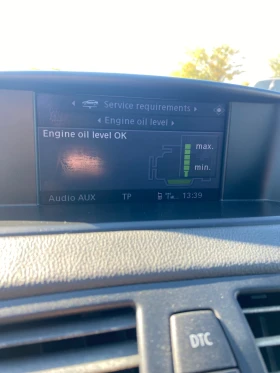 Service requirements
Engine oil level
Engine oil level OK
max.
min.
Audio AUX TP 13:39
DTC